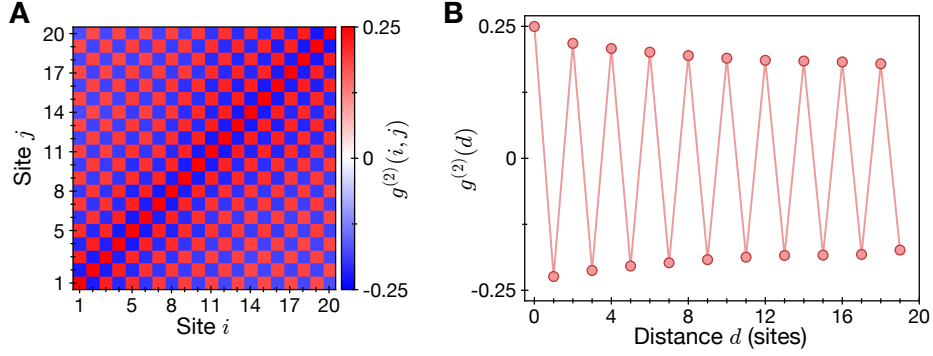 A
20
17
14
11
8
5
1
Site j
1 5 8 11 14 17 20
Site i
0.25
0
-0.25
g⁽²⁾(i, j)
B
0.25
0
-0.25
g⁽²⁾(d)
0 4 8 12 16 20
Distance d (sites)